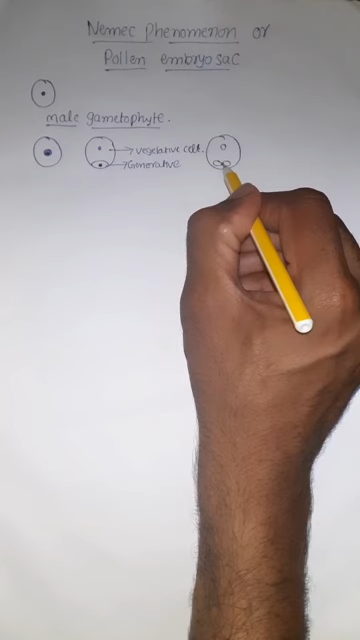 Nemec phenomenon or
Pollen embryo sac
male gametophyte.
vegetative cell.
Generative